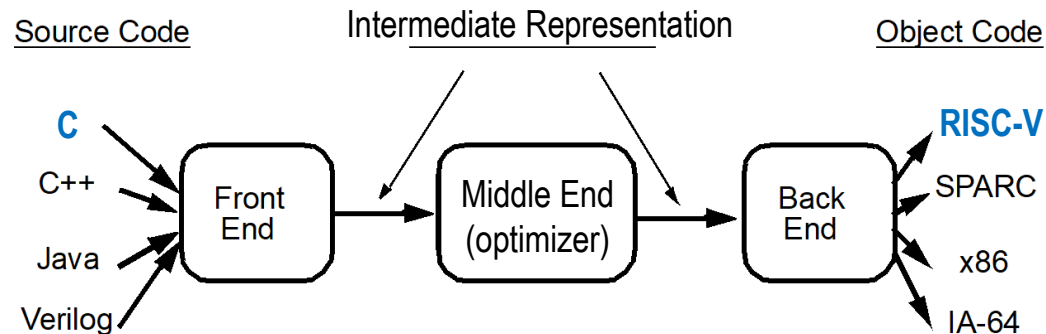 Source Code
Intermediate Representation
Object Code
C
C++
Java
Verilog
Front
End
Middle End
(optimizer)
Back
End
RISC-V
SPARC
x86
IA-64